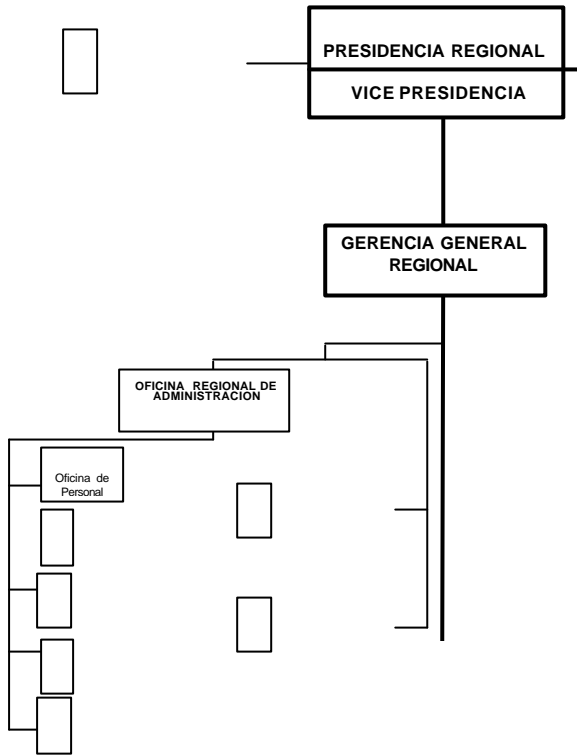 PRESIDENCIA REGIONAL
VICE PRESIDENCIA
GERENCIA GENERAL
REGIONAL
OFICINA REGIONAL DE
ADMINISTRACION
Oficina de
Personal